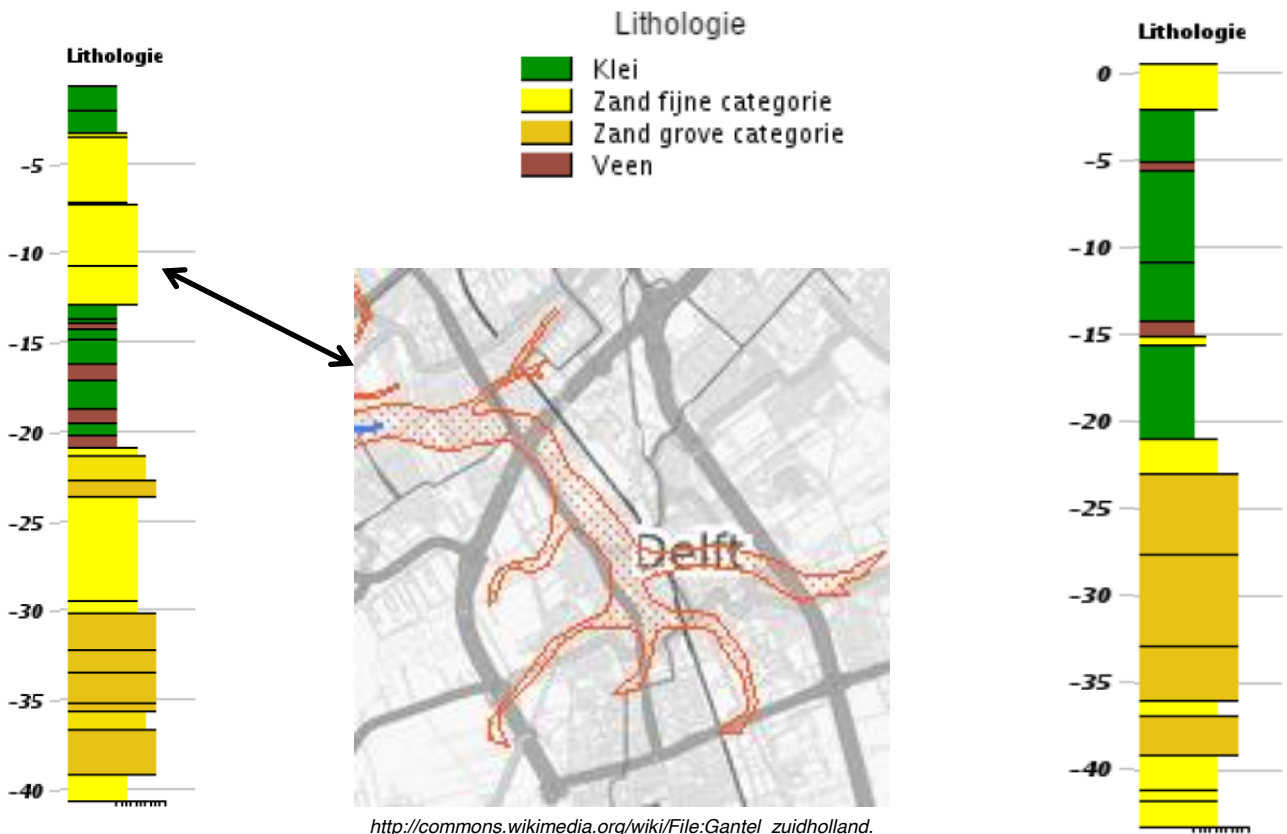 Lithologie
-5
-10
-15
-20
-25
-30
-35
-40
Lithologie
Klei
Zand fijne categorie
Zand grove categorie
Veen
Delft
http://commons.wikimedia.org/wiki/File:Gantel_zuidholland.
Lithologie
0
-5
-10
-15
-20
-25
-30
-35
-40